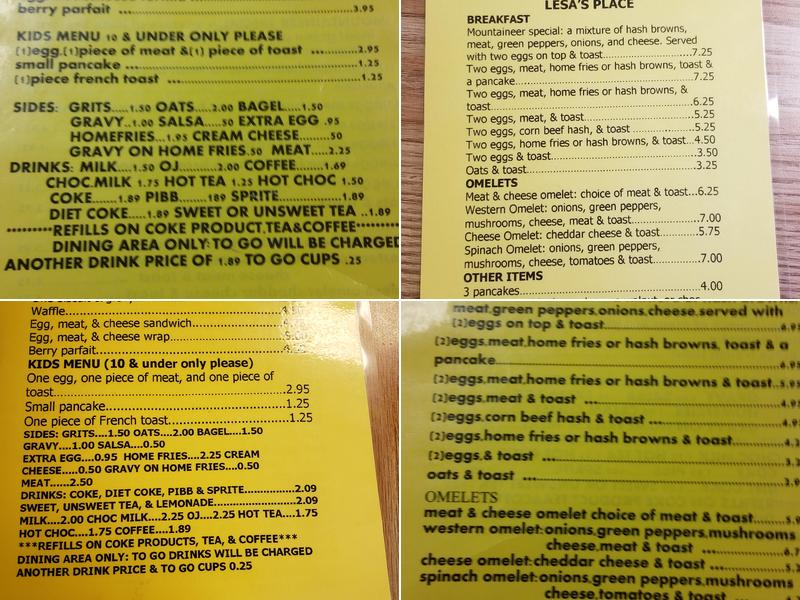 berry parfait ...3.95
KIDS MENU 10 & UNDER ONLY PLEASE
(1)egg.(1)piece of meat &(1) piece of toast ...2.95
small pancake ...1.25
(1)piece french toast ...1.25
SIDES: GRITS.....1.50 OATS.....2.00 BAGEL.....1.50
GRAVY..1.00 SALSA.....50 EXTRA EGG .95
HOMEFRIES...1.95 CREAM CHEESE.........50
GRAVY ON HOME FRIES.50 MEAT.....2.25
DRINKS: MILK.....1.50 OJ..........2.00 COFFEE.....1.69
CHOC.MILK 1.75 HOT TEA 1.25 HOT CHOC 1.50
COKE.........1.89 PIBB.........189 SPRITE.........1.89
DIET COKE.....1.89 SWEET OR UNSWEET TEA ..1.89
*********REFILLS ON COKE PRODUCT,TEA&COFFEE*********
DINING AREA ONLY: TO GO WILL BE CHARGED
ANOTHER DRINK PRICE OF 1.89 TO GO CUPS .25
LESA'S PLACE
BREAKFAST
Mountaineer special: a mixture of hash browns,
meat, green peppers, onions, and cheese. Served
with two eggs on top & toast...7.25
Two eggs, meat, home fries or hash browns, toast &
a pancake...7.25
Two eggs, meat, home fries or hash browns, &
toast...6.25
Two eggs, meat, & toast...5.25
Two eggs, corn beef hash, & toast ...5.25
Two eggs, home fries or hash browns & toast...4.50
Two eggs & toast...3.50
Oats & toast...3.25
OMELETS
Meat & cheese omelet: choice of meat & toast...6.25
Western Omelet: onions, green peppers,
mushrooms, cheese, meat & toast...7.00
Cheese Omelet: cheddar cheese & toast...5.75
Spinach Omelet: onions, green peppers,
mushrooms, cheese, tomatoes & toast...7.00
OTHER ITEMS
3 pancakes...4.00
Waffle...
Egg, meat, & cheese sandwich...
Egg, meat, & cheese wrap...
Berry parfait...
KIDS MENU (10 & under only please)
One egg, one piece of meat, and one piece of
toast...2.95
Small pancake...1.25
One piece of French toast...1.25
SIDES: GRITS....1.50 OATS....2.00 BAGEL....1.50
GRAVY....1.00 SALSA....0.50
EXTRA EGG....0.95 HOME FRIES....2.25 CREAM
CHEESE.....0.50 GRAVY ON HOME FRIES....0.50
MEAT....2.50
DRINKS: COKE, DIET COKE, PIBB & SPRITE...2.09
SWEET, UNSWEET TEA, & LEMONADE...2.09
MILK....2.00 CHOC MILK....2.25 OJ....2.25 HOT TEA....1.75
HOT CHOC....1.75 COFFEE....1.89
***REFILLS ON COKE PRODUCTS, TEA, & COFFEE***
DINING AREA ONLY: TO GO DRINKS WILL BE CHARGED
ANOTHER DRINK PRICE & TO GO CUPS 0.25
meat,green peppers,onions,cheese,served with
(2)eggs on top & toast...
(2)eggs,meat,home fries or hash browns, toast & a
pancake...
(2)eggs,meat,home fries or hash browns & toast..
(2)eggs,meat & toast ...
(2)eggs,corn beef hash & toast ...
(2)eggs,home fries or hash browns & toast...
(2)eggs,& toast ...
oats & toast ...
OMELETS
meat & cheese omelet choice of meat & toast...
western omelet:onions,green peppers,mushrooms
cheese,meat & toast ...
cheese omelet:cheddar cheese & toast ...
spinach omelet:onions,green peppers,mushrooms
cheese,tomatoes & toast ...